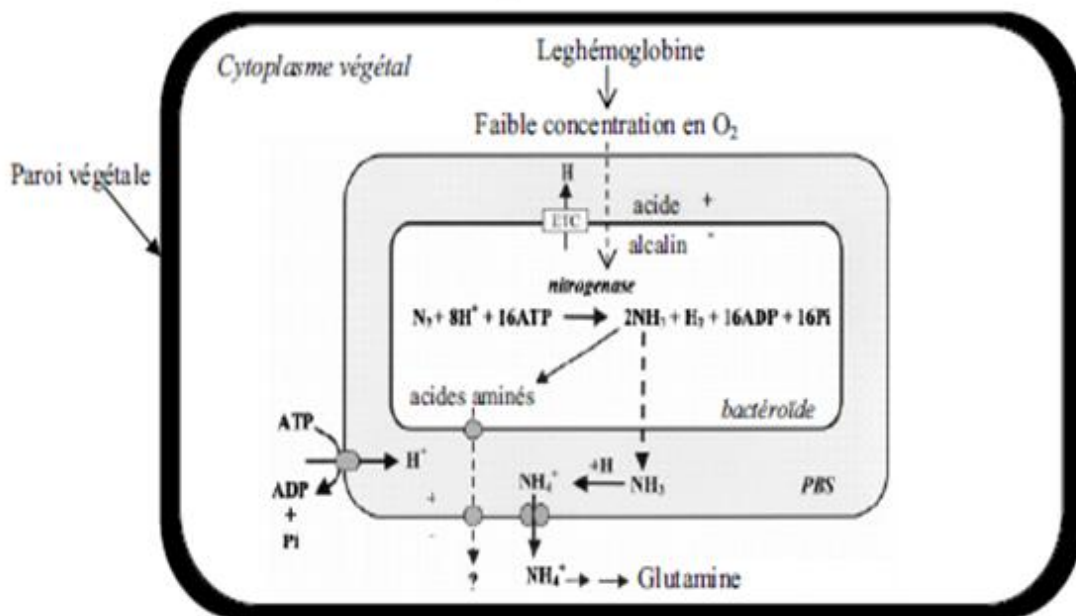 Cytoplasme végétal
Leghémoglobine
Faible concentration en O₂
Paroi végétale
H
ETC
acide +
alcalin -
nitrogenase
N₂ + 8H⁺ + 16ATP → 2NH₃ + H₂ + 16ADP + 16Pi
acides aminés
bactéroïde
ATP
H⁺
ADP
+
Pi
+
-
NH₄⁺
+H
NH₃
PBS
?
NH₄⁺ → → Glutamine